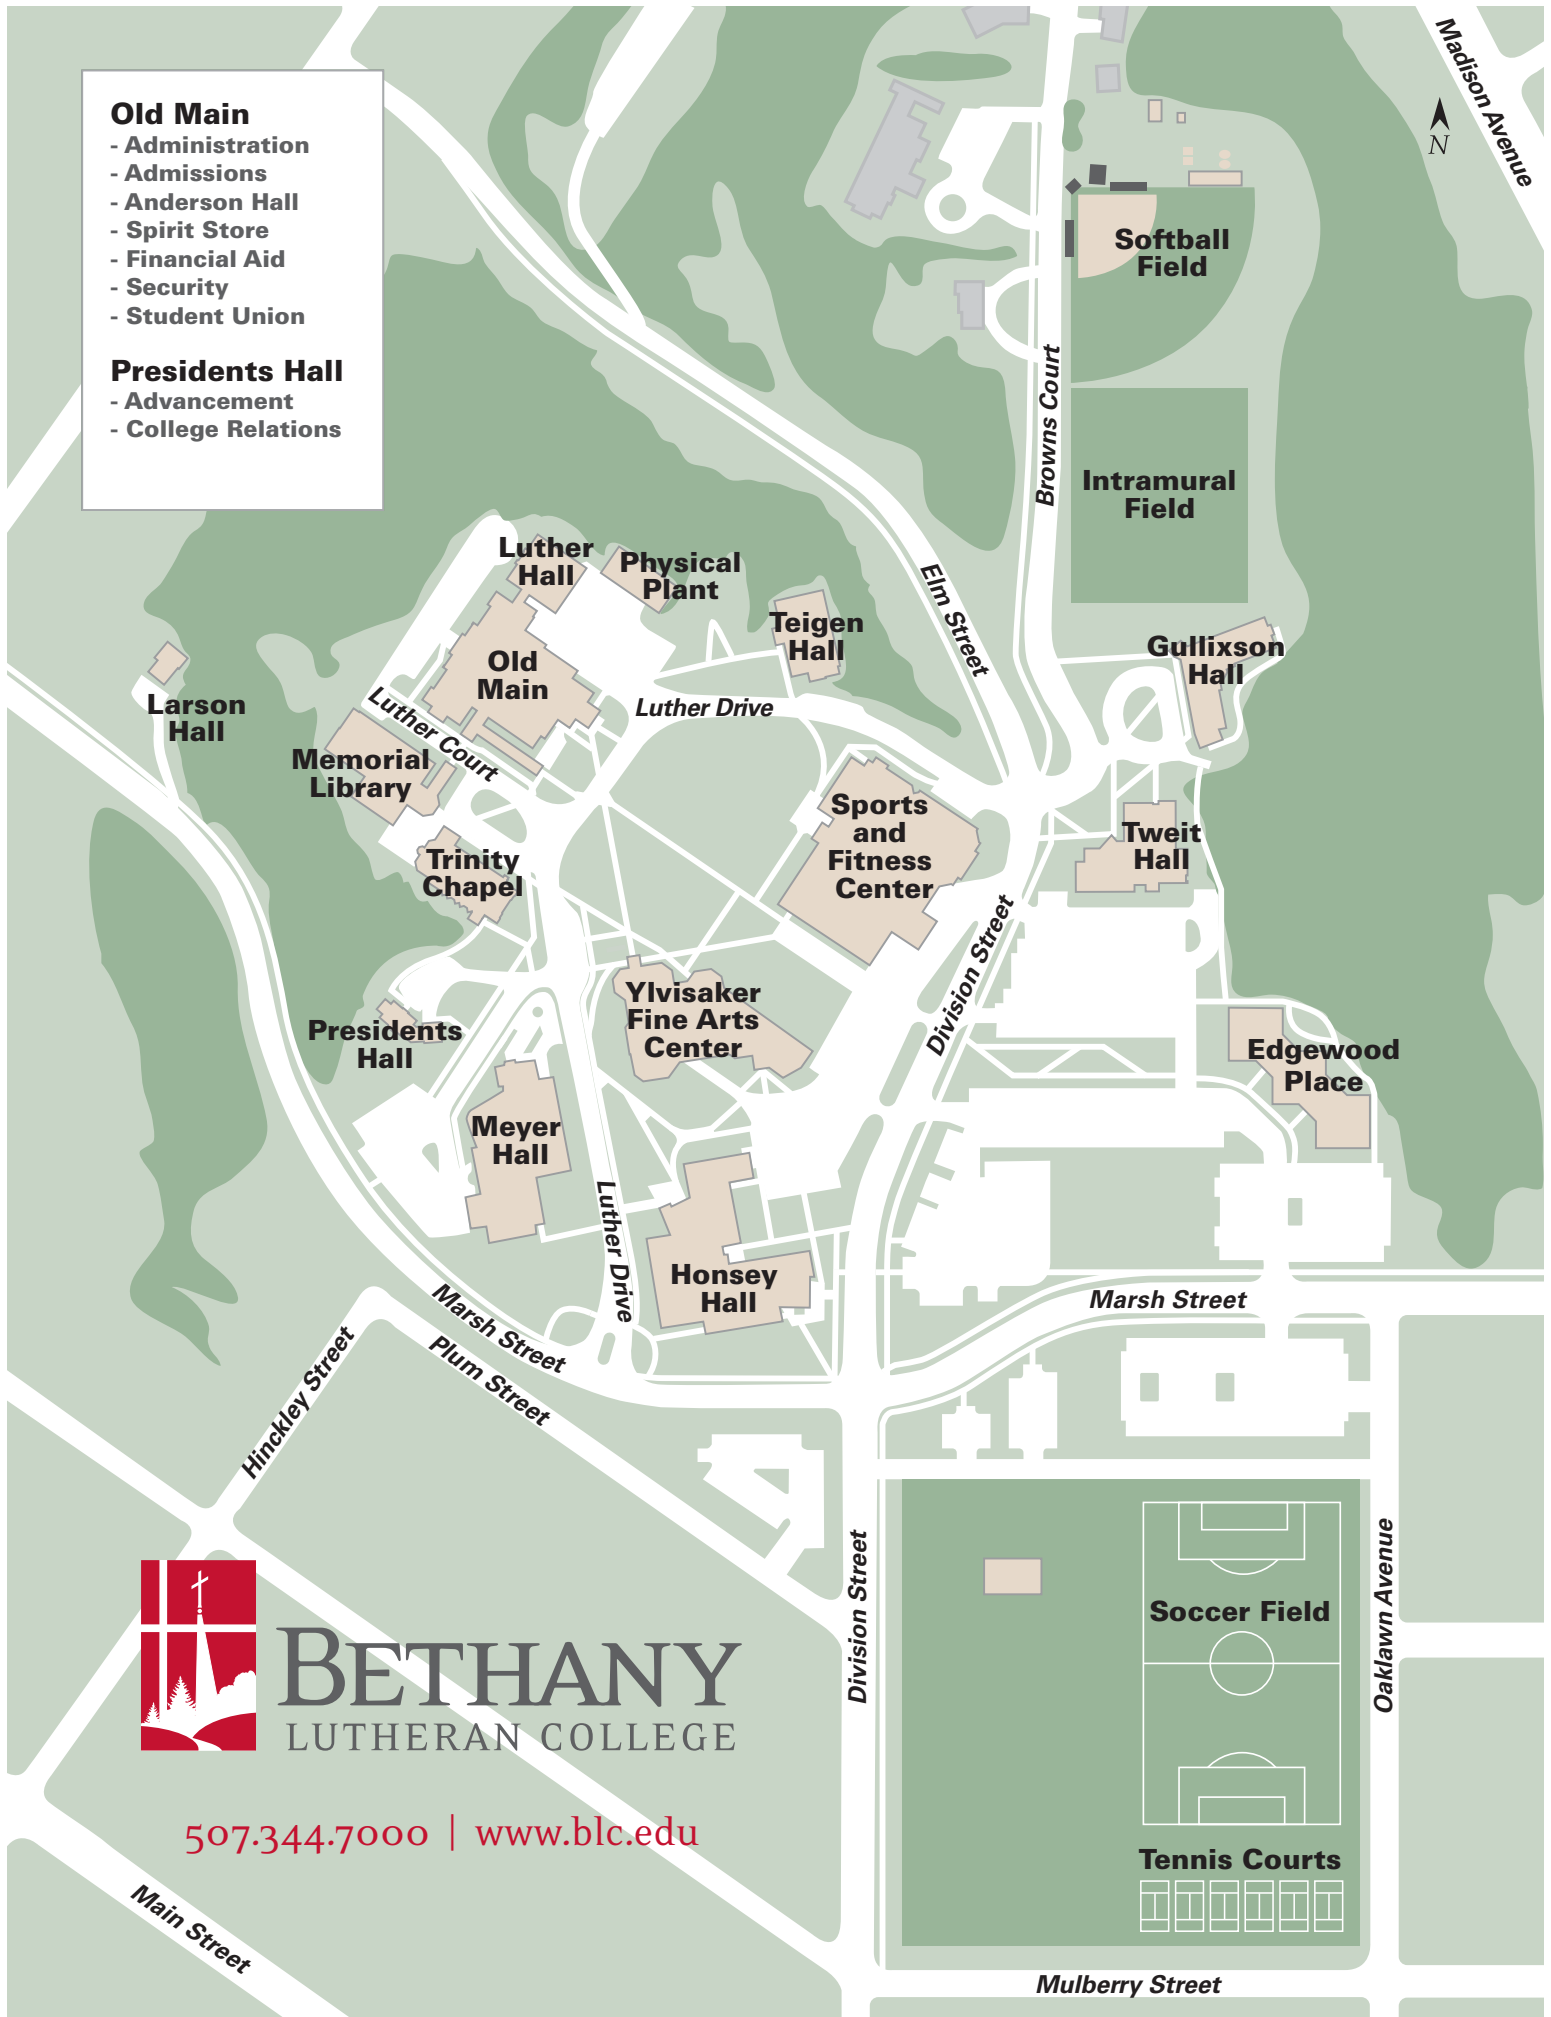 Madison Avenue
N
Old Main
- Administration
- Admissions
- Anderson Hall
- Spirit Store
- Financial Aid
- Security
- Student Union
Presidents Hall
- Advancement
- College Relations
Softball
Field
Browns Court
Intramural
Field
Luther
Hall
Physical
Plant
Elm Street
Teigen
Hall
Gullixson
Hall
Old
Main
Larson
Hall
Luther Court
Luther Drive
Memorial
Library
Sports
and
Fitness
Center
Tweit
Hall
Trinity
Chapel
Division Street
Ylvisaker
Fine Arts
Center
Presidents
Hall
Edgewood
Place
Meyer
Hall
Luther Drive
Honsey
Hall
Marsh Street
Marsh Street
Plum Street
Hinckley Street
Division Street
Oaklawn Avenue
Soccer Field
BETHANY
LUTHERAN COLLEGE
507.344.7000 | www.blc.edu
Tennis Courts
Main Street
Mulberry Street